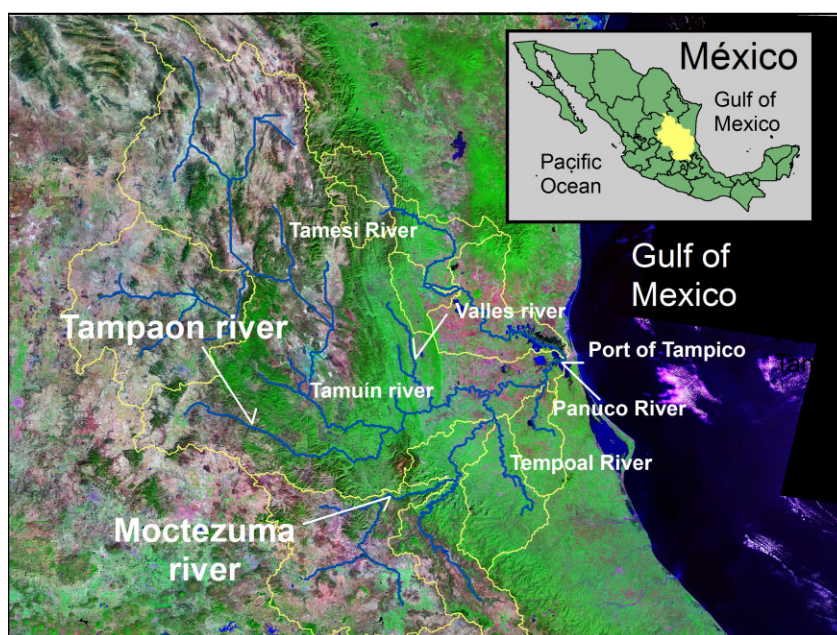 México
Gulf of
Mexico
Pacific
Ocean
Tamesi River
Gulf of
Mexico
Valles river
Tampaon river
Port of Tampico
Tamuín river
Panuco River
Tempoal River
Moctezuma
river